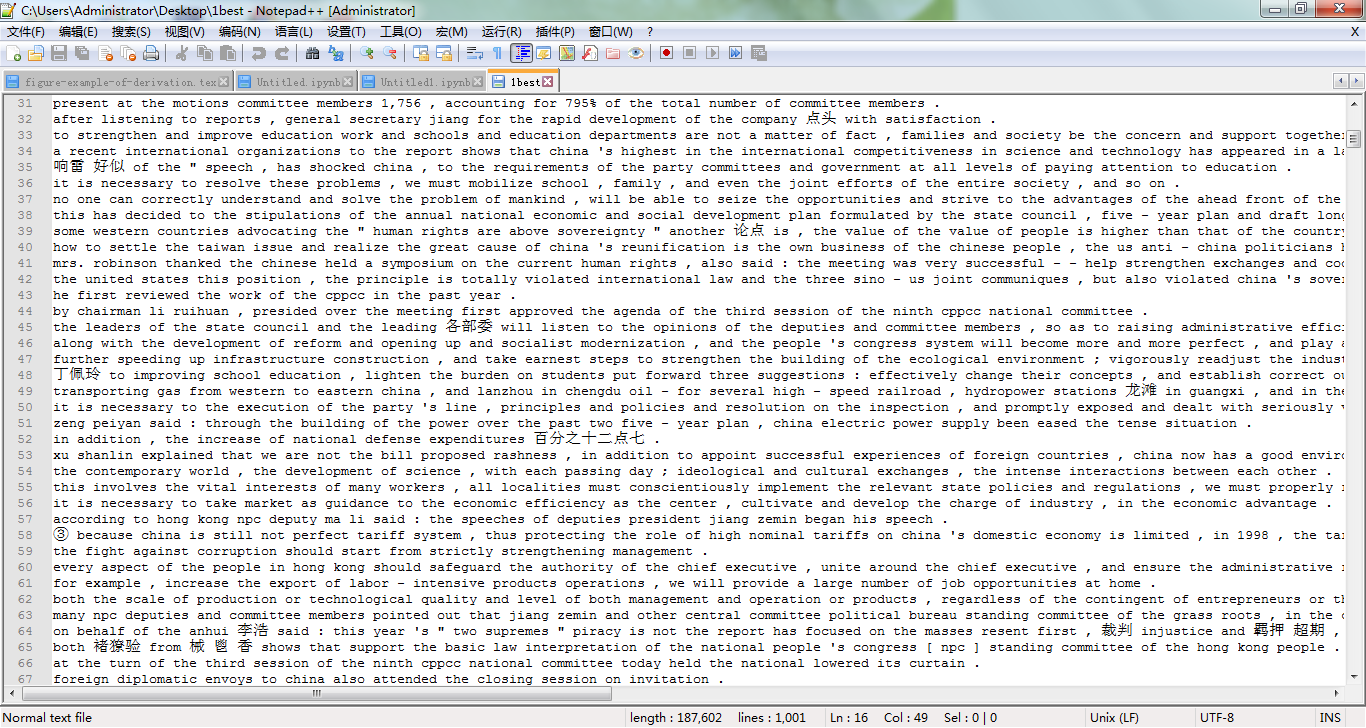 C:\Users\Administrator\Desktop\1best - Notepad++ [Administrator]
文件(F) 编辑(E) 搜索(S) 视图(V) 编码(N) 语言(L) 设置(T) 工具(O) 宏(M) 运行(R) 插件(P) 窗口(W) ? X
figure-example-of-derivation.tex Untitled.ipynb Untitled1.ipynb 1best
31 present at the motions committee members 1,756 , accounting for 795% of the total number of committee members .
32 after listening to reports , general secretary jiang for the rapid development of the company 点头 with satisfaction .
33 to strengthen and improve education work and schools and education departments are not a matter of fact , families and society be the concern and support together
34 a recent international organizations to the report shows that china 's highest in the international competitiveness in science and technology has appeared in a la
35 响雷 好似 of the " speech , has shocked china , to the requirements of the party committees and government at all levels of paying attention to education .
36 it is necessary to resolve these problems , we must mobilize school , family , and even the joint efforts of the entire society , and so on .
37 no one can correctly understand and solve the problem of mankind , will be able to seize the opportunities and strive to the advantages of the ahead front of the
38 this has decided to the stipulations of the annual national economic and social development plan formulated by the state council , five - year plan and draft long
39 some western countries advocating the " human rights are above sovereignty " another 论点 is , the value of the value of people is higher than that of the country
40 how to settle the taiwan issue and realize the great cause of china 's reunification is the own business of the chinese people , the us anti - china politicians h
41 mrs. robinson thanked the chinese held a symposium on the current human rights , also said : the meeting was very successful - - help strengthen exchanges and coo
42 the united states this position , the principle is totally violated international law and the three sino - us joint communiques , but also violated china 's sover
43 he first reviewed the work of the cppcc in the past year .
44 by chairman li ruihuan , presided over the meeting first approved the agenda of the third session of the ninth cppcc national committee .
45 the leaders of the state council and the leading 各部委 will listen to the opinions of the deputies and committee members , so as to raising administrative effici
46 along with the development of reform and opening up and socialist modernization , and the people 's congress system will become more and more perfect , and play a
47 further speeding up infrastructure construction , and take earnest steps to strengthen the building of the ecological environment ; vigorously readjust the indust
48 丁佩玲 to improving school education , lighten the burden on students put forward three suggestions : effectively change their concepts , and establish correct ou
49 transporting gas from western to eastern china , and lanzhou in chengdu oil - for several high - speed railroad , hydropower stations 龙滩 in guangxi , and in the
50 it is necessary to the execution of the party 's line , principles and policies and resolution on the inspection , and promptly exposed and dealt with seriously v
51 zeng peiyan said : through the building of the power over the past two five - year plan , china electric power supply been eased the tense situation .
52 in addition , the increase of national defense expenditures 百分之十二点七 .
53 xu shanlin explained that we are not the bill proposed rashness , in addition to appoint successful experiences of foreign countries , china now has a good enviro
54 the contemporary world , the development of science , with each passing day ; ideological and cultural exchanges , the intense interactions between each other .
55 this involves the vital interests of many workers , all localities must conscientiously implement the relevant state policies and regulations , we must properly
56 it is necessary to take market as guidance to the economic efficiency as the center , cultivate and develop the charge of industry , in the economic advantage .
57 according to hong kong npc deputy ma li said : the speeches of deputies president jiang zemin began his speech .
58 ③ because china is still not perfect tariff system , thus protecting the role of high nominal tariffs on china 's domestic economy is limited , in 1998 , the tar
59 the fight against corruption should start from strictly strengthening management .
60 every aspect of the people in hong kong should safeguard the authority of the chief executive , unite around the chief executive , and ensure the administrative
61 for example , increase the export of labor - intensive products operations , we will provide a large number of job opportunities at home .
62 both the scale of production or technological quality and level of both management and operation or products , regardless of the contingent of entrepreneurs or th
63 many npc deputies and committee members pointed out that jiang zemin and other central committee political bureau standing committee of the grass roots , in the
64 on behalf of the anhui 李浩 said : this year 's " two supremes " piracy is not the report has focused on the masses resent first , 裁判 injustice and 羁押 超期 ,
65 both 褚獠验 from 械 鬯 香 shows that support the basic law interpretation of the national people 's congress [ npc ] standing committee of the hong kong people .
66 at the turn of the third session of the ninth cppcc national committee today held the national lowered its curtain .
67 foreign diplomatic envoys to china also attended the closing session on invitation .
Normal text file length : 187,602 lines : 1,001 Ln : 16 Col : 49 Sel : 0 | 0 Unix (LF) UTF-8 INS